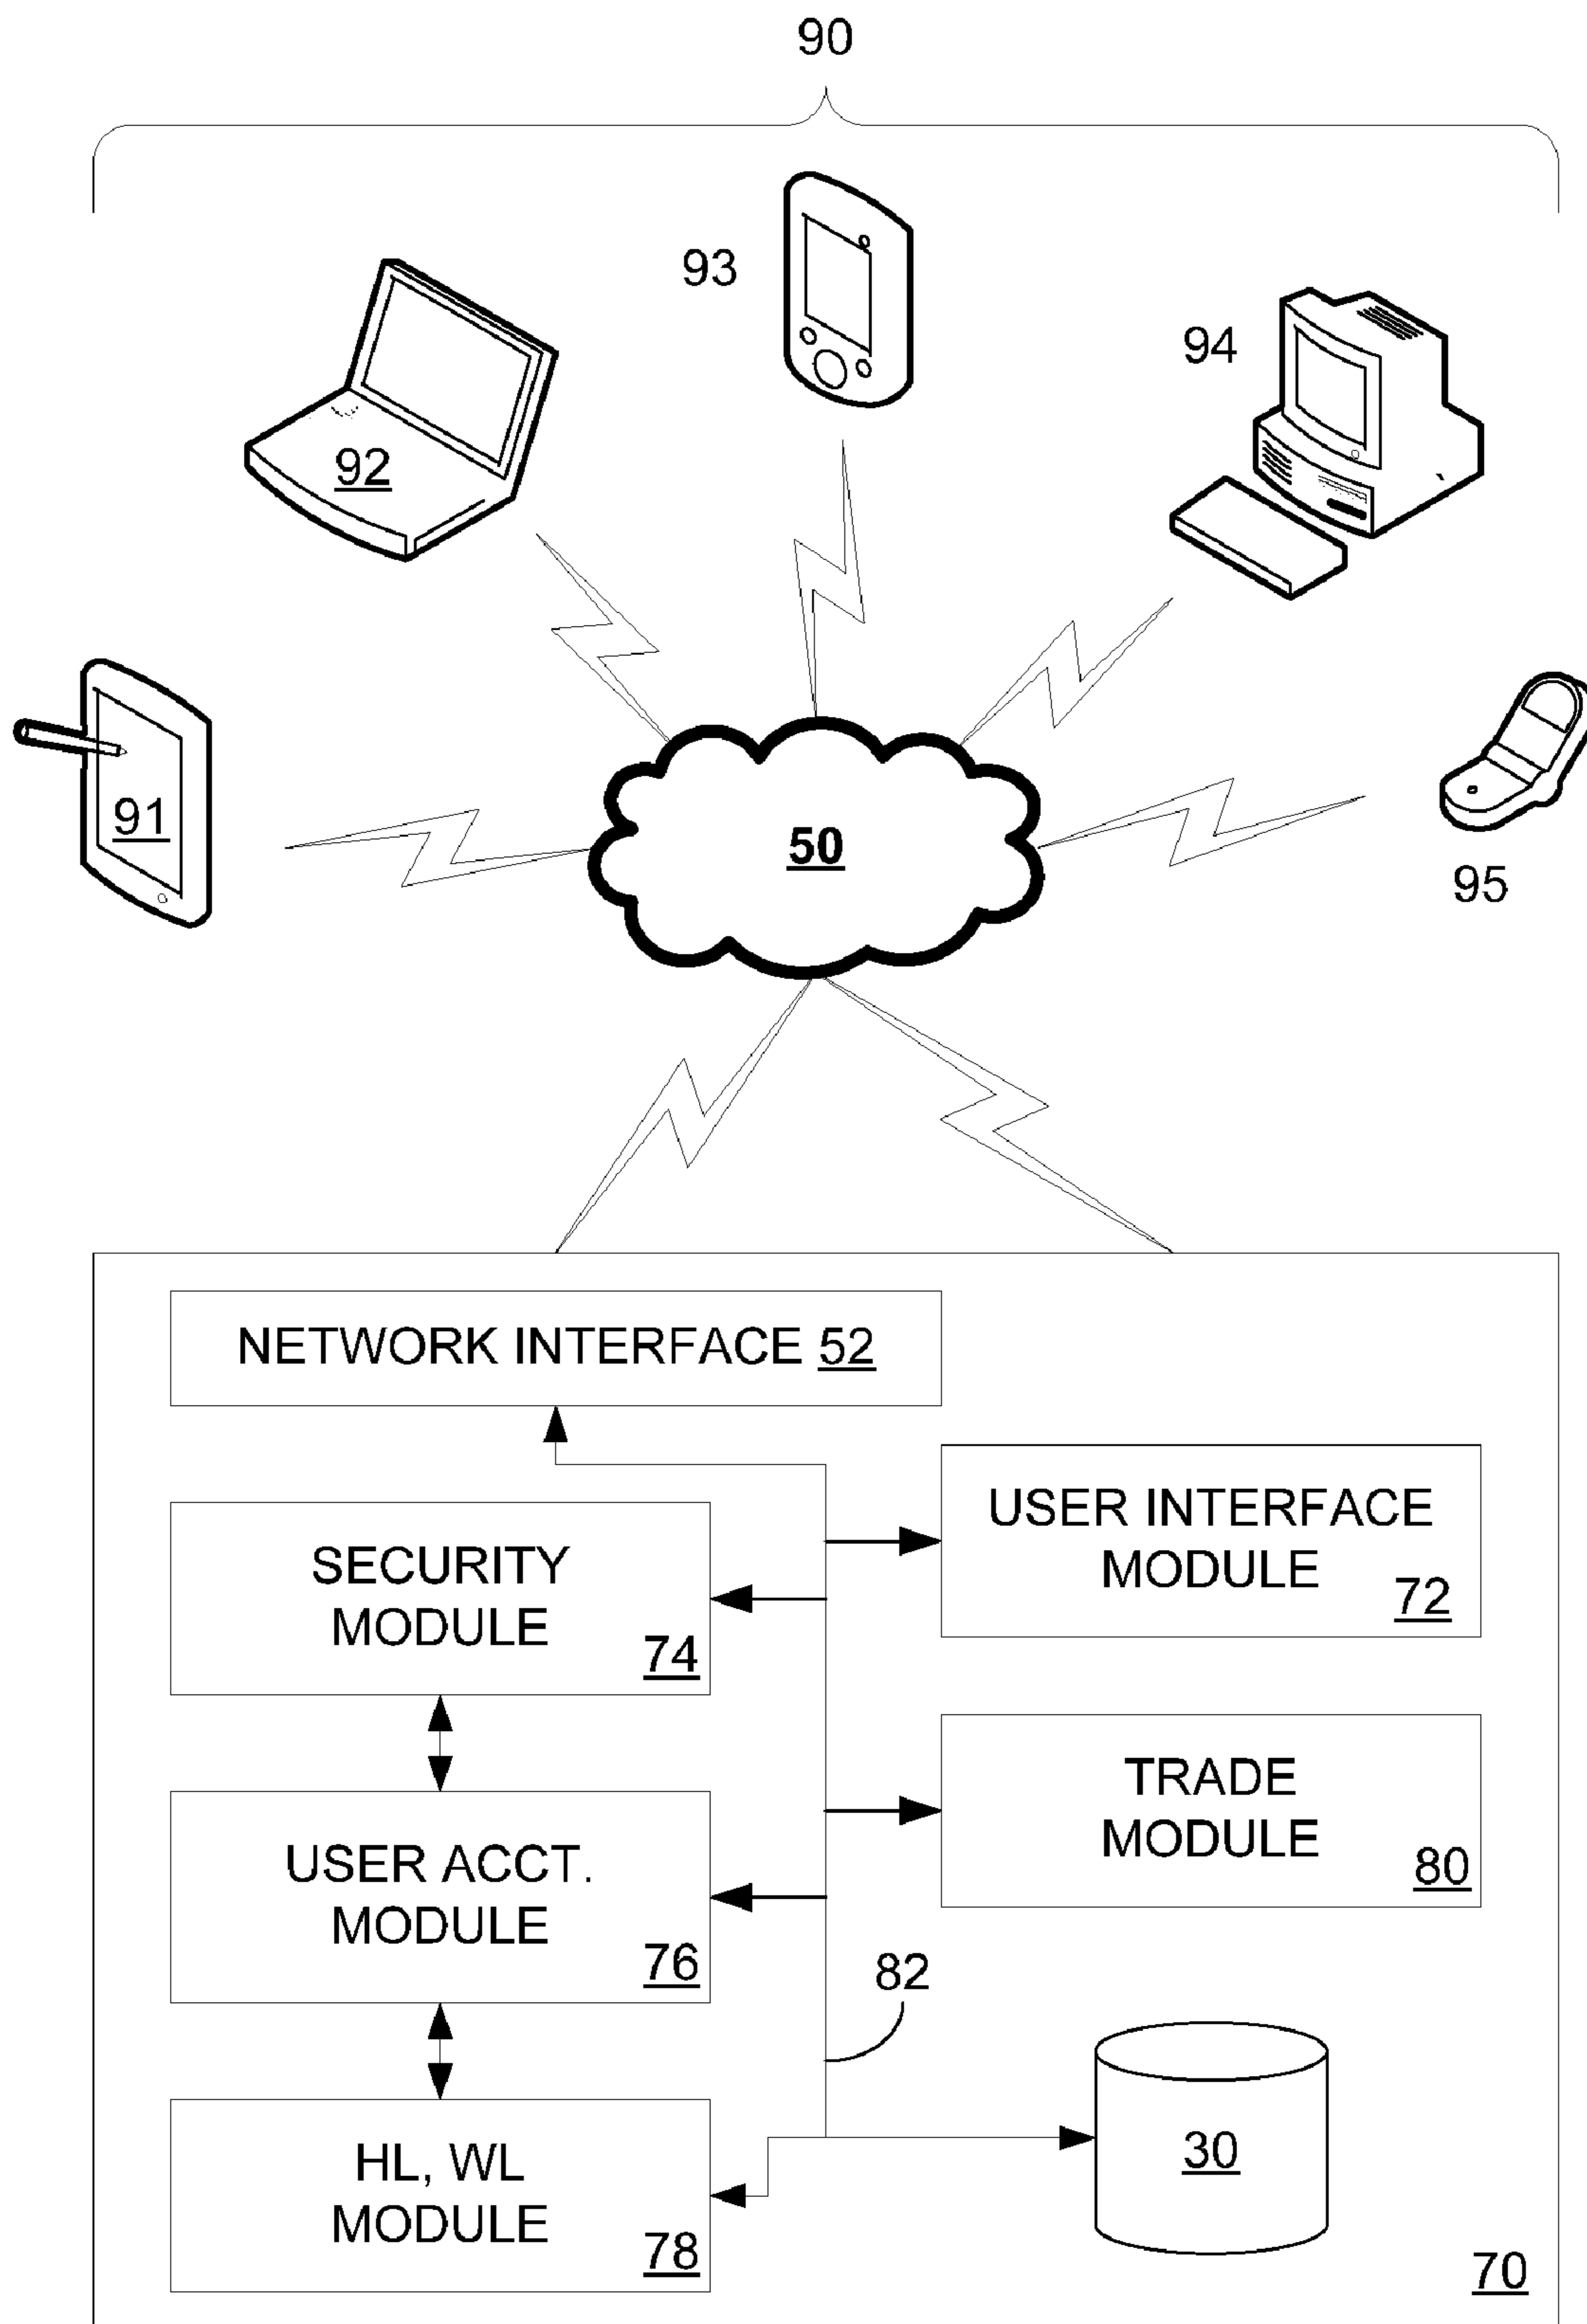 90
93
94
92
91
50
95
NETWORK INTERFACE 52
USER INTERFACE
MODULE
72
SECURITY
MODULE
74
TRADE
MODULE
80
USER ACCT.
MODULE
76
82
HL, WL
MODULE
78
30
70